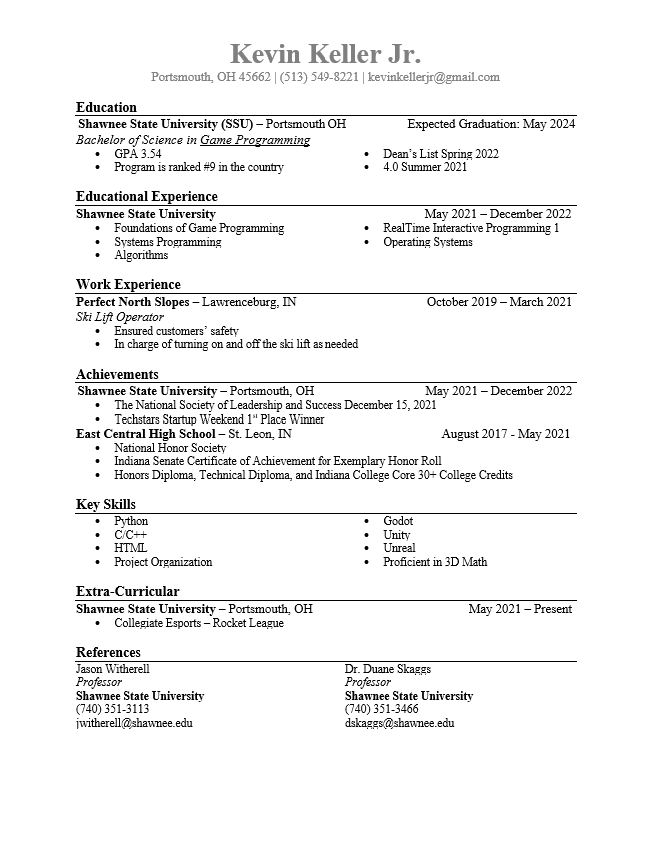 Kevin Keller Jr.
Portsmouth, OH 45662 | (513) 549-8221 | kevinkellerjr@gmail.com
Education
Shawnee State University (SSU) – Portsmouth OH Expected Graduation: May 2024
Bachelor of Science in Game Programming
• GPA 3.54 • Dean's List Spring 2022
• Program is ranked #9 in the country • 4.0 Summer 2021
Educational Experience
Shawnee State University May 2021 – December 2022
• Foundations of Game Programming • RealTime Interactive Programming 1
• Systems Programming • Operating Systems
• Algorithms
Work Experience
Perfect North Slopes – Lawrenceburg, IN October 2019 – March 2021
Ski Lift Operator
• Ensured customers' safety
• In charge of turning on and off the ski lift as needed
Achievements
Shawnee State University – Portsmouth, OH May 2021 – December 2022
• The National Society of Leadership and Success December 15, 2021
• Techstars Startup Weekend 1st Place Winner
East Central High School – St. Leon, IN August 2017 - May 2021
• National Honor Society
• Indiana Senate Certificate of Achievement for Exemplary Honor Roll
• Honors Diploma, Technical Diploma, and Indiana College Core 30+ College Credits
Key Skills
• Python • Godot
• C/C++ • Unity
• HTML • Unreal
• Project Organization • Proficient in 3D Math
Extra-Curricular
Shawnee State University – Portsmouth, OH May 2021 – Present
• Collegiate Esports – Rocket League
References
Jason Witherell Dr. Duane Skaggs
Professor Professor
Shawnee State University Shawnee State University
(740) 351-3113 (740) 351-3466
jwitherell@shawnee.edu dskaggs@shawnee.edu